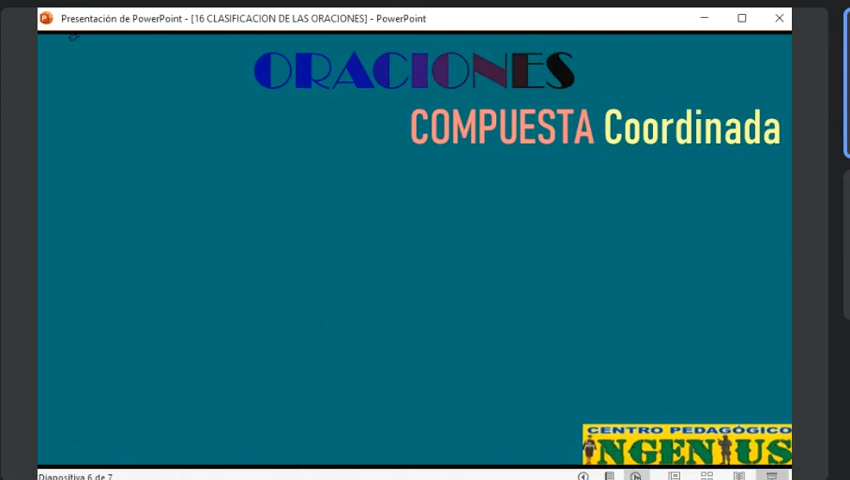 Presentación de PowerPoint - [16 CLASIFICACION DE LAS ORACIONES] - PowerPoint
ORACIONES
COMPUESTA Coordinada
CENTRO PEDAGÓGICO
INGENIUS
Diapositiva 6 de 7